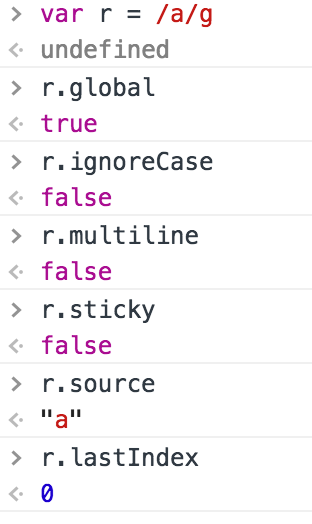 > var r = /a/g
< undefined
> r.global
< true
> r.ignoreCase
< false
> r.multiline
< false
> r.sticky
< false
> r.source
< "a"
> r.lastIndex
< 0